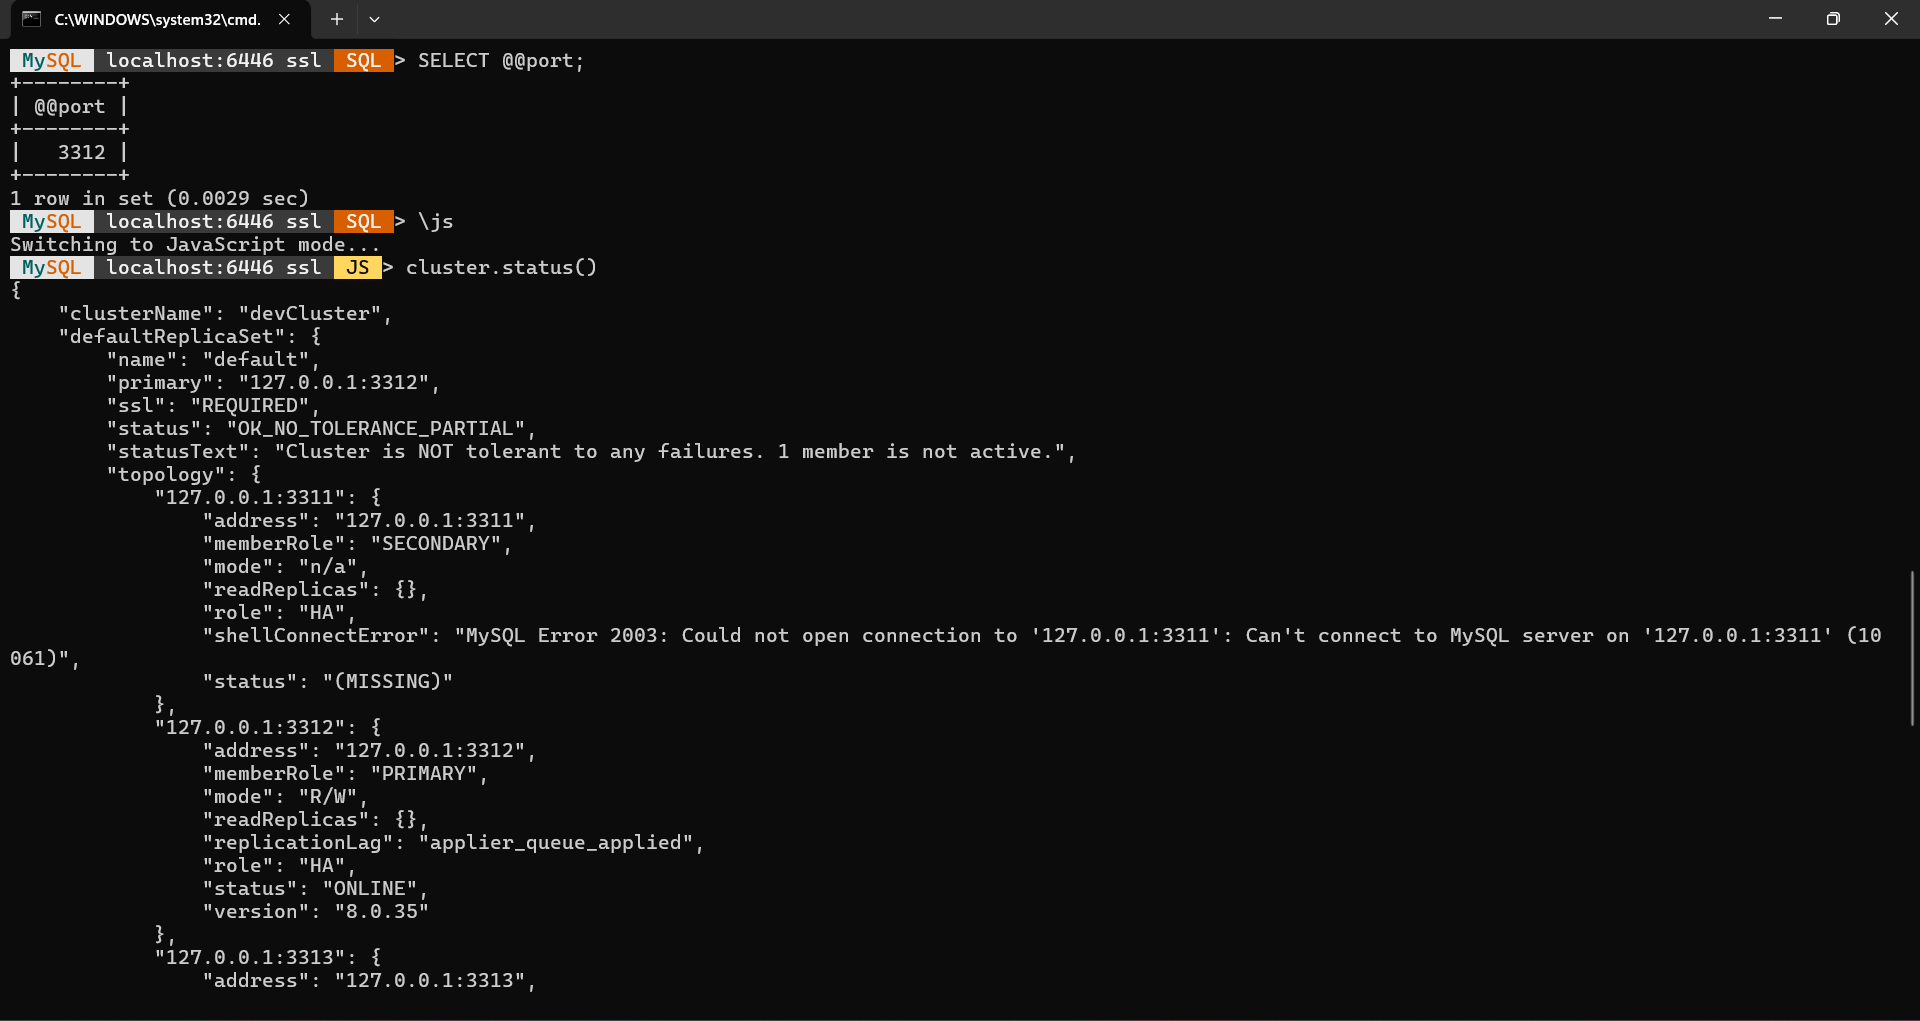 C:\WINDOWS\system32\cmd.
MySQL localhost:6446 ssl SQL > SELECT @@port;
+--------+
| @@port |
+--------+
|   3312 |
+--------+
1 row in set (0.0029 sec)
MySQL localhost:6446 ssl SQL > \js
Switching to JavaScript mode...
MySQL localhost:6446 ssl JS > cluster.status()
{
    "clusterName": "devCluster",
    "defaultReplicaSet": {
        "name": "default",
        "primary": "127.0.0.1:3312",
        "ssl": "REQUIRED",
        "status": "OK_NO_TOLERANCE_PARTIAL",
        "statusText": "Cluster is NOT tolerant to any failures. 1 member is not active.",
        "topology": {
            "127.0.0.1:3311": {
                "address": "127.0.0.1:3311",
                "memberRole": "SECONDARY",
                "mode": "n/a",
                "readReplicas": {},
                "role": "HA",
                "shellConnectError": "MySQL Error 2003: Could not open connection to '127.0.0.1:3311': Can't connect to MySQL server on '127.0.0.1:3311' (10
061)",
                "status": "(MISSING)"
            },
            "127.0.0.1:3312": {
                "address": "127.0.0.1:3312",
                "memberRole": "PRIMARY",
                "mode": "R/W",
                "readReplicas": {},
                "replicationLag": "applier_queue_applied",
                "role": "HA",
                "status": "ONLINE",
                "version": "8.0.35"
            },
            "127.0.0.1:3313": {
                "address": "127.0.0.1:3313",